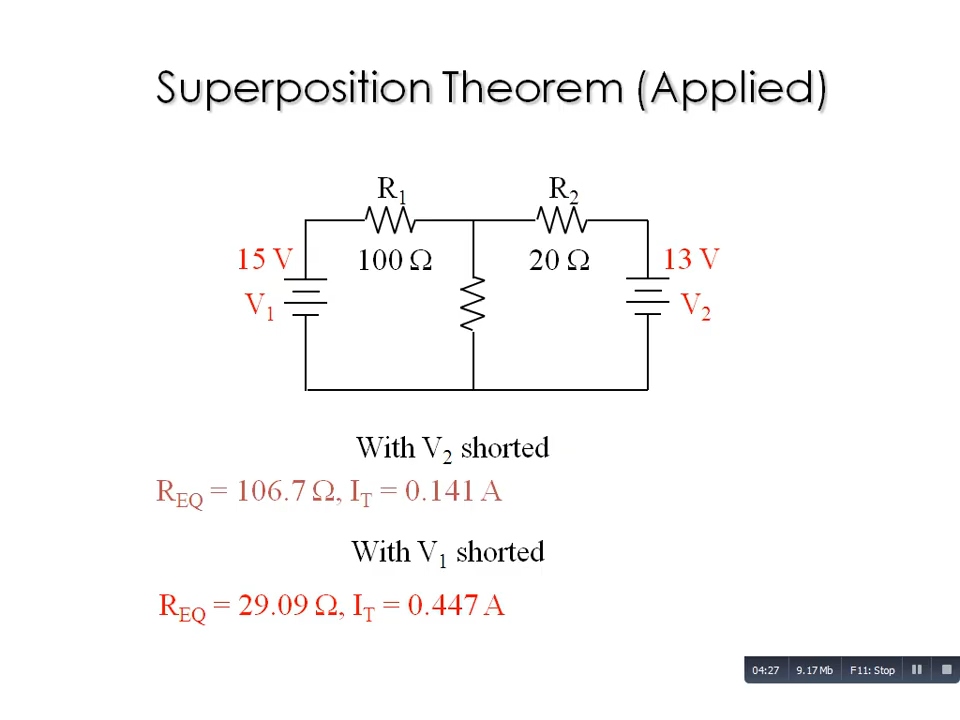 Superposition Theorem (Applied)
R1 R2
15 V 100 Ω 20 Ω 13 V
V1 V2
With V2 shorted
REQ = 106.7 Ω, IT = 0.141 A
With V1 shorted
REQ = 29.09 Ω, IT = 0.447 A
04:27 9.17 Mb F11: Stop